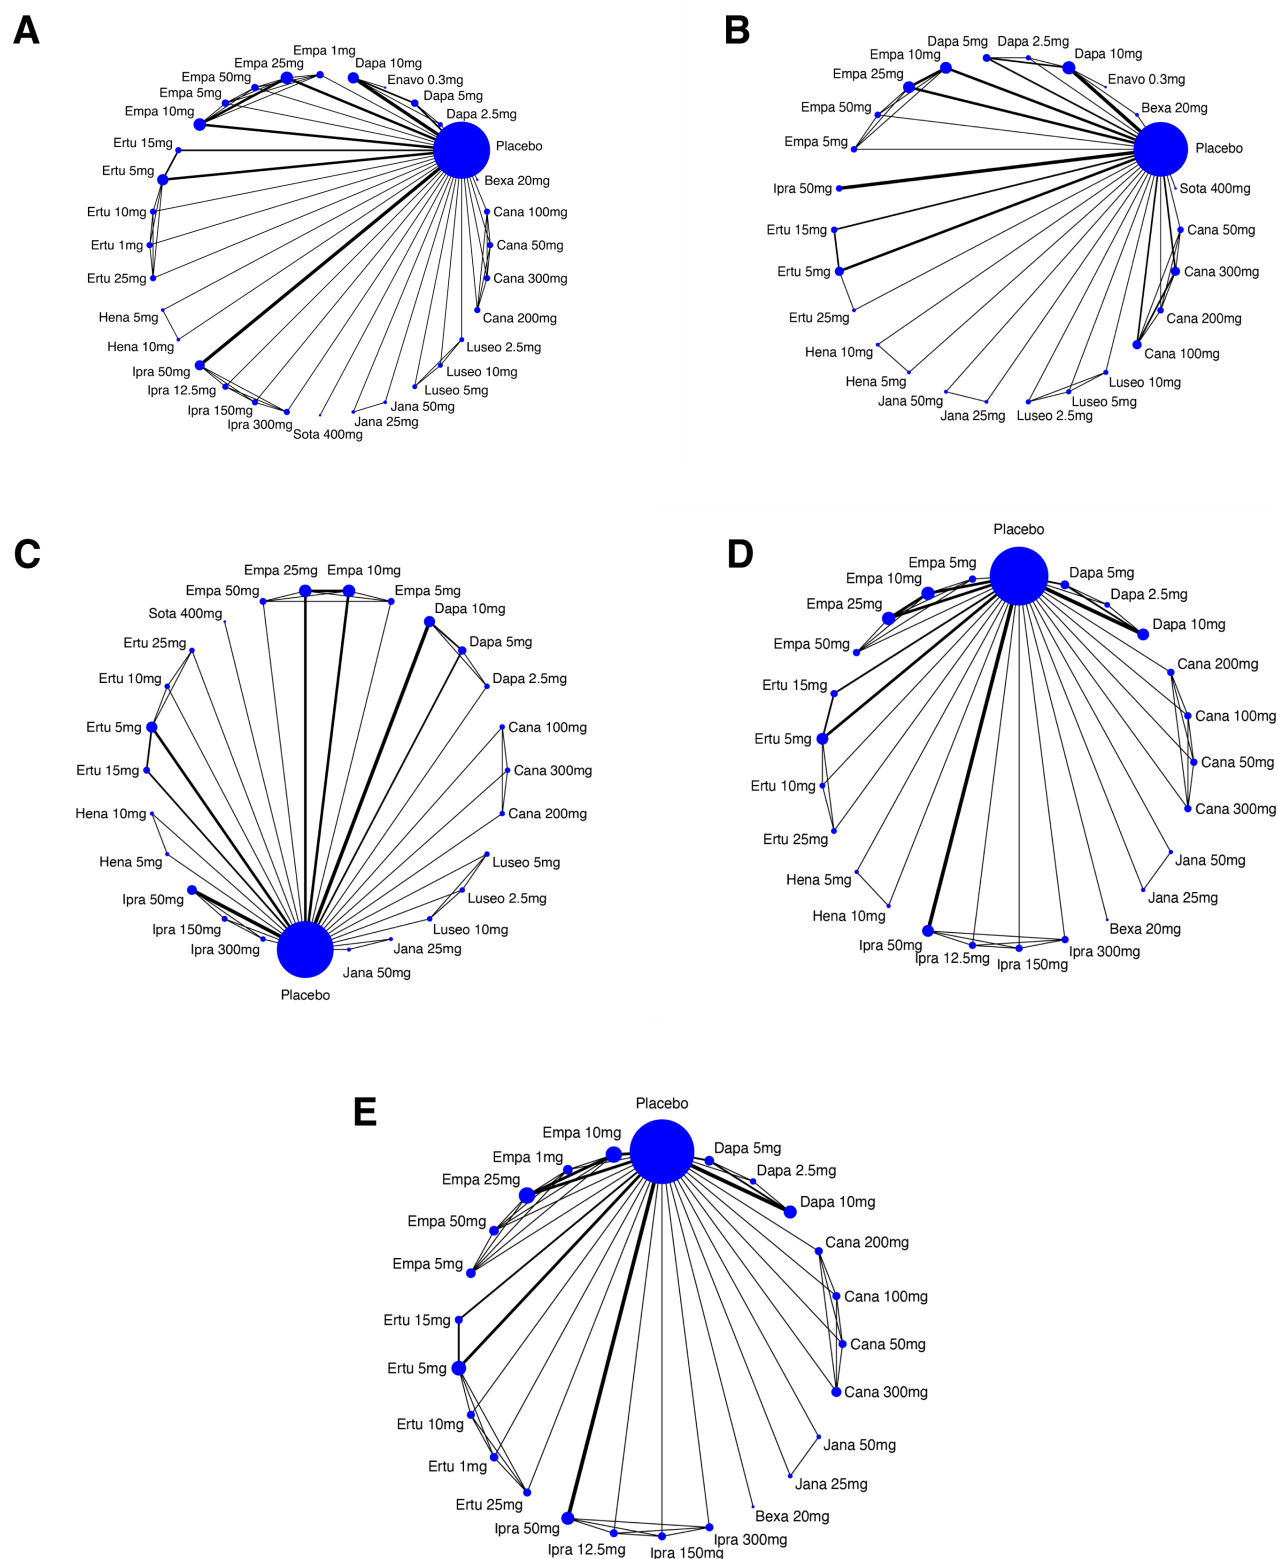 A
Empa 1mg
Empa 25mg
Dapa 10mg
Empa 50mg
Enavo 0.3mg
Empa 5mg
Dapa 5mg
Empa 10mg
Dapa 2.5mg
Ertu 15mg
Placebo
Ertu 5mg
Bexa 20mg
Ertu 10mg
Cana 100mg
Ertu 1mg
Cana 50mg
Ertu 25mg
Cana 300mg
Hena 5mg
Cana 200mg
Hena 10mg
Luseo 2.5mg
Ipra 50mg
Luseo 10mg
Ipra 12.5mg
Luseo 5mg
Ipra 150mg
Jana 50mg
Ipra 300mg
Jana 25mg
Sota 400mg
B
Dapa 5mg
Dapa 2.5mg
Empa 10mg
Dapa 10mg
Empa 25mg
Enavo 0.3mg
Empa 50mg
Bexa 20mg
Empa 5mg
Placebo
Ipra 50mg
Sota 400mg
Ertu 15mg
Cana 50mg
Ertu 5mg
Cana 300mg
Ertu 25mg
Cana 200mg
Hena 10mg
Cana 100mg
Hena 5mg
Luseo 10mg
Jana 50mg
Luseo 5mg
Jana 25mg
Luseo 2.5mg
C
Empa 25mg
Empa 10mg
Empa 50mg
Empa 5mg
Sota 400mg
Dapa 10mg
Ertu 25mg
Dapa 5mg
Ertu 10mg
Dapa 2.5mg
Ertu 5mg
Cana 100mg
Ertu 15mg
Cana 300mg
Hena 10mg
Cana 200mg
Hena 5mg
Luseo 5mg
Ipra 50mg
Luseo 2.5mg
Ipra 150mg
Luseo 10mg
Ipra 300mg
Jana 25mg
Jana 50mg
Placebo
D
Placebo
Empa 5mg
Dapa 5mg
Empa 10mg
Dapa 2.5mg
Empa 25mg
Dapa 10mg
Empa 50mg
Cana 200mg
Ertu 15mg
Cana 100mg
Ertu 5mg
Cana 50mg
Ertu 10mg
Cana 300mg
Ertu 25mg
Jana 50mg
Hena 5mg
Jana 25mg
Hena 10mg
Bexa 20mg
Ipra 50mg
Ipra 12.5mg
Ipra 150mg
Ipra 300mg
E
Placebo
Empa 10mg
Dapa 5mg
Empa 1mg
Dapa 2.5mg
Empa 25mg
Dapa 10mg
Empa 50mg
Cana 200mg
Empa 5mg
Cana 100mg
Ertu 15mg
Cana 50mg
Ertu 5mg
Cana 300mg
Ertu 10mg
Jana 50mg
Ertu 1mg
Jana 25mg
Ertu 25mg
Bexa 20mg
Ipra 50mg
Ipra 300mg
Ipra 12.5mg
Ipra 150mg